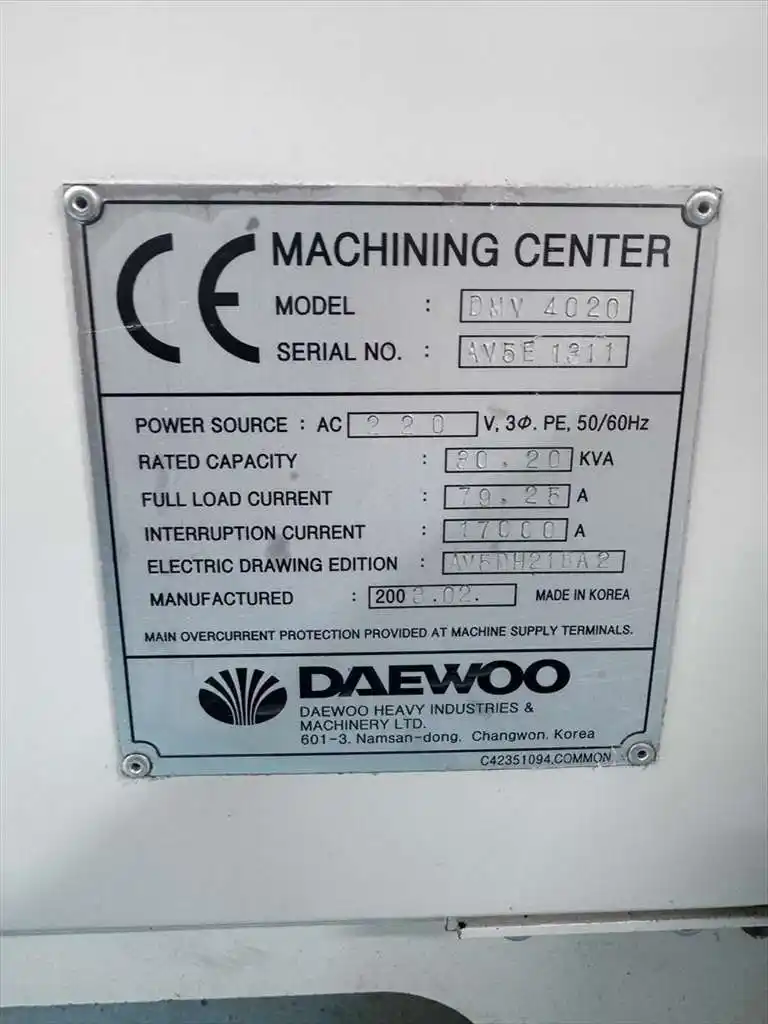 CE MACHINING CENTER
MODEL : DMV 4020
SERIAL NO. : AV5E 1311
POWER SOURCE : AC 220 V, 3Φ. PE, 50/60Hz
RATED CAPACITY : 30.20 KVA
FULL LOAD CURRENT : 79.25 A
INTERRUPTION CURRENT : 17000 A
ELECTRIC DRAWING EDITION :
MANUFACTURED : MADE IN KOREA
MAIN OVERCURRENT PROTECTION PROVIDED AT MACHINE SUPPLY TERMINALS.
DAEWOO
DAEWOO HEAVY INDUSTRIES &
MACHINERY LTD.
601-3. Namsan-dong. Changwon. Korea
C42351094.COMMON